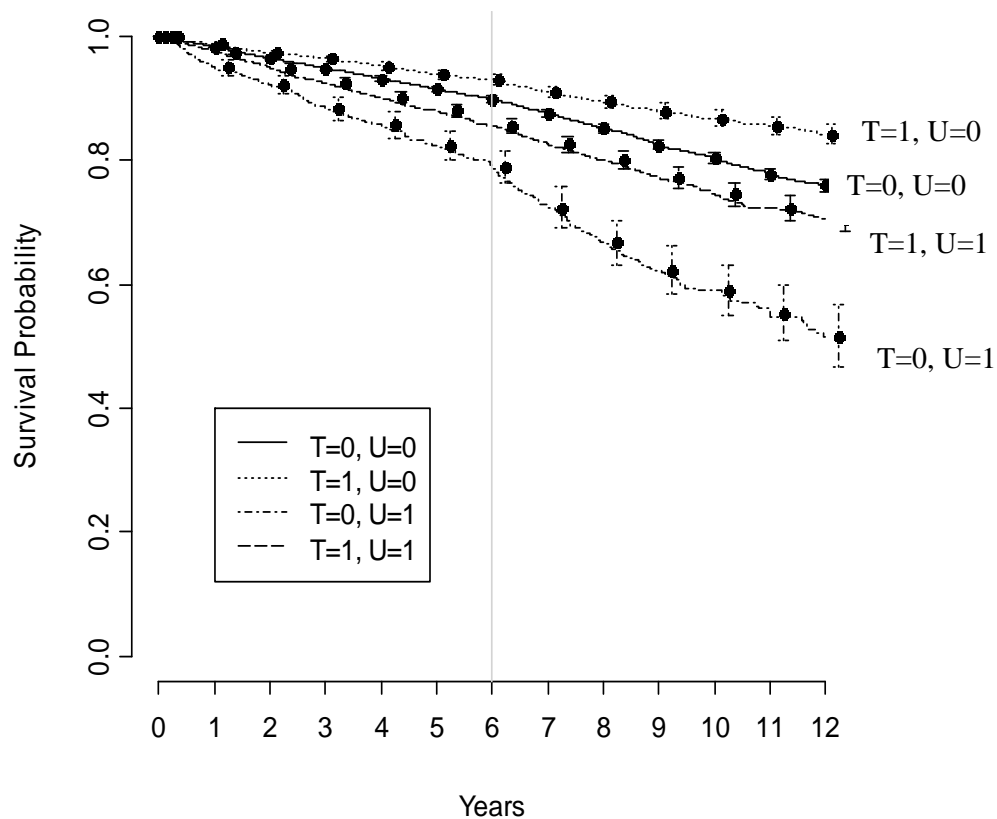 1.0
0.8
0.6
0.4
0.2
0.0
Survival Probability
T=1, U=0
T=0, U=0
T=1, U=1
T=0, U=1
T=0, U=0
T=1, U=0
T=0, U=1
T=1, U=1
0 1 2 3 4 5 6 7 8 9 10 11 12
Years